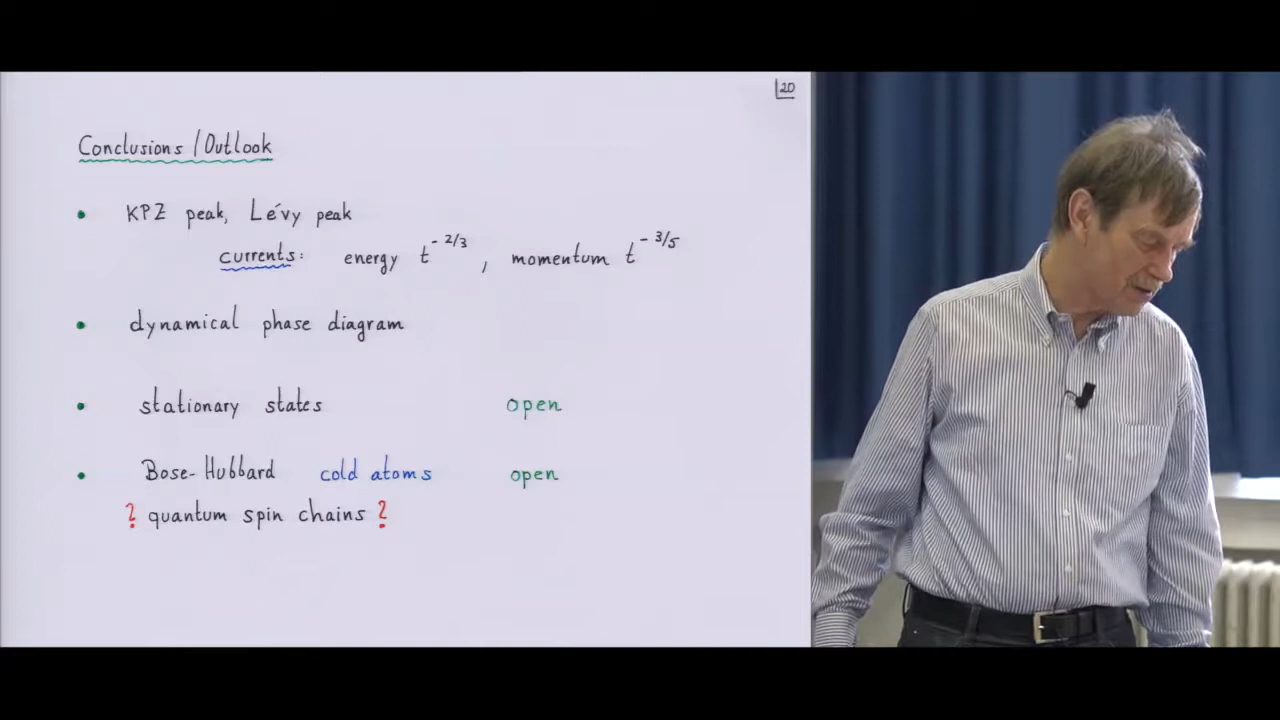 20
Conclusions / Outlook
• KPZ peak, Lévy peak
currents: energy t^{-2/3}, momentum t^{-3/5}
• dynamical phase diagram
• stationary states open
• Bose-Hubbard cold atoms open
? quantum spin chains ?